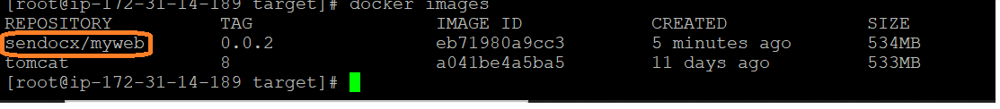 [root@ip-172-31-14-189 target]# docker images
REPOSITORY TAG IMAGE ID CREATED SIZE
sendocx/myweb 0.0.2 eb71980a9cc3 5 minutes ago 534MB
tomcat 8 a041be4a5ba5 11 days ago 533MB
[root@ip-172-31-14-189 target]#